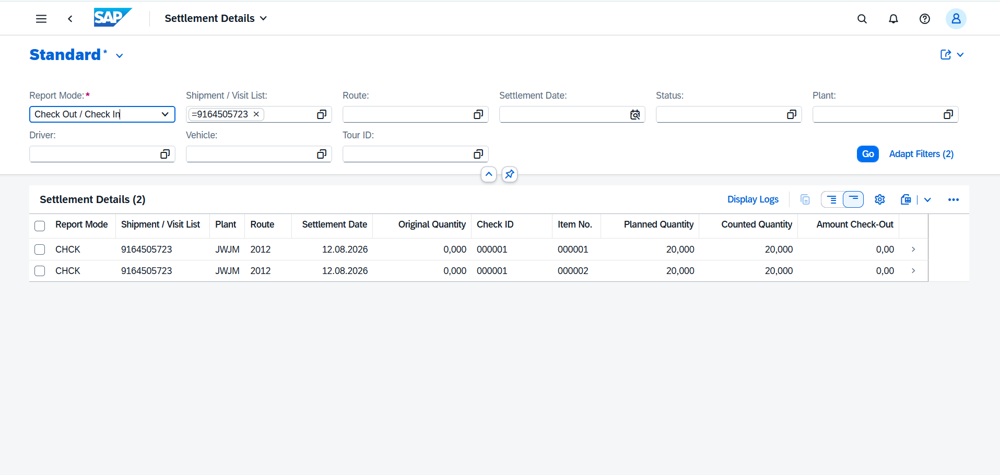 SAP
Settlement Details
Standard *
Report Mode: *
Shipment / Visit List:
Route:
Settlement Date:
Status:
Plant:
Check Out / Check In
=9164505723
Driver:
Vehicle:
Tour ID:
Go
Adapt Filters (2)
Settlement Details (2)
Display Logs
Report Mode Shipment / Visit List Plant Route Settlement Date Original Quantity Check ID Item No. Planned Quantity Counted Quantity Amount Check-Out
CHCK 9164505723 JWJM 2012 12.08.2026 0,000 000001 000001 20,000 20,000 0,00
CHCK 9164505723 JWJM 2012 12.08.2026 0,000 000001 000002 20,000 20,000 0,00